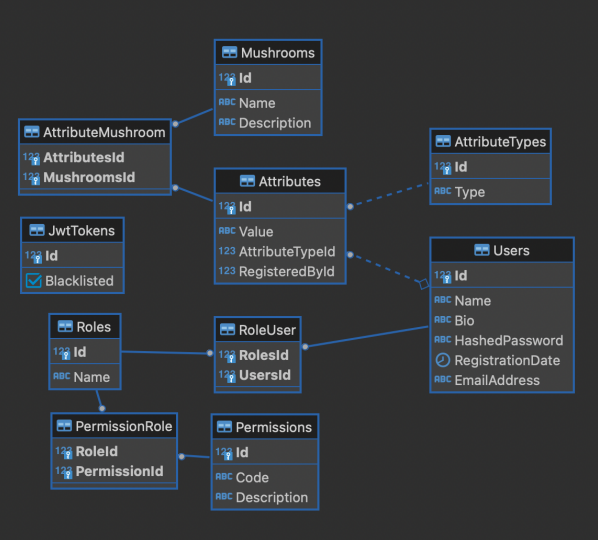 Mushrooms
123 Id
ABC Name
ABC Description
AttributeMushroom
123 AttributesId
123 MushroomsId
AttributeTypes
123 Id
ABC Type
Attributes
123 Id
ABC Value
123 AttributeTypeId
123 RegisteredById
JwtTokens
123 Id
Blacklisted
Users
123 Id
ABC Name
ABC Bio
ABC HashedPassword
RegistrationDate
ABC EmailAddress
Roles
123 Id
ABC Name
RoleUser
123 RolesId
123 UsersId
PermissionRole
123 RoleId
123 PermissionId
Permissions
123 Id
ABC Code
ABC Description